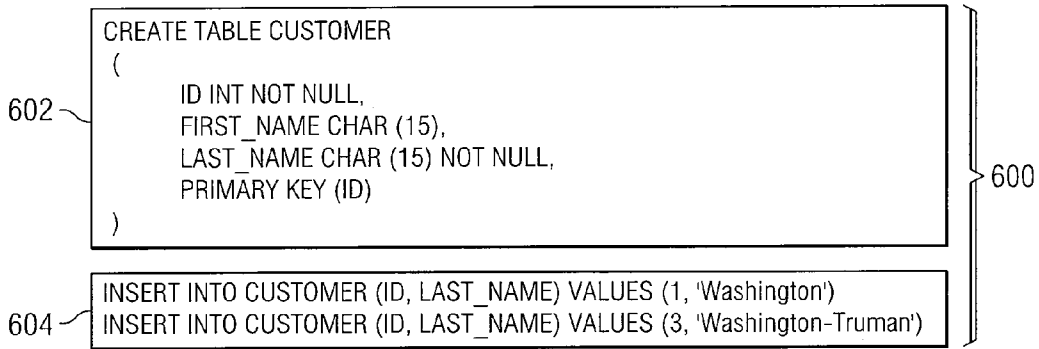 CREATE TABLE CUSTOMER
(
ID INT NOT NULL,
FIRST_NAME CHAR (15),
602
LAST_NAME CHAR (15) NOT NULL,
PRIMARY KEY (ID)
600
)
INSERT INTO CUSTOMER (ID, LAST_NAME) VALUES (1, 'Washington')
604
INSERT INTO CUSTOMER (ID, LAST_NAME) VALUES (3, 'Washington-Truman')